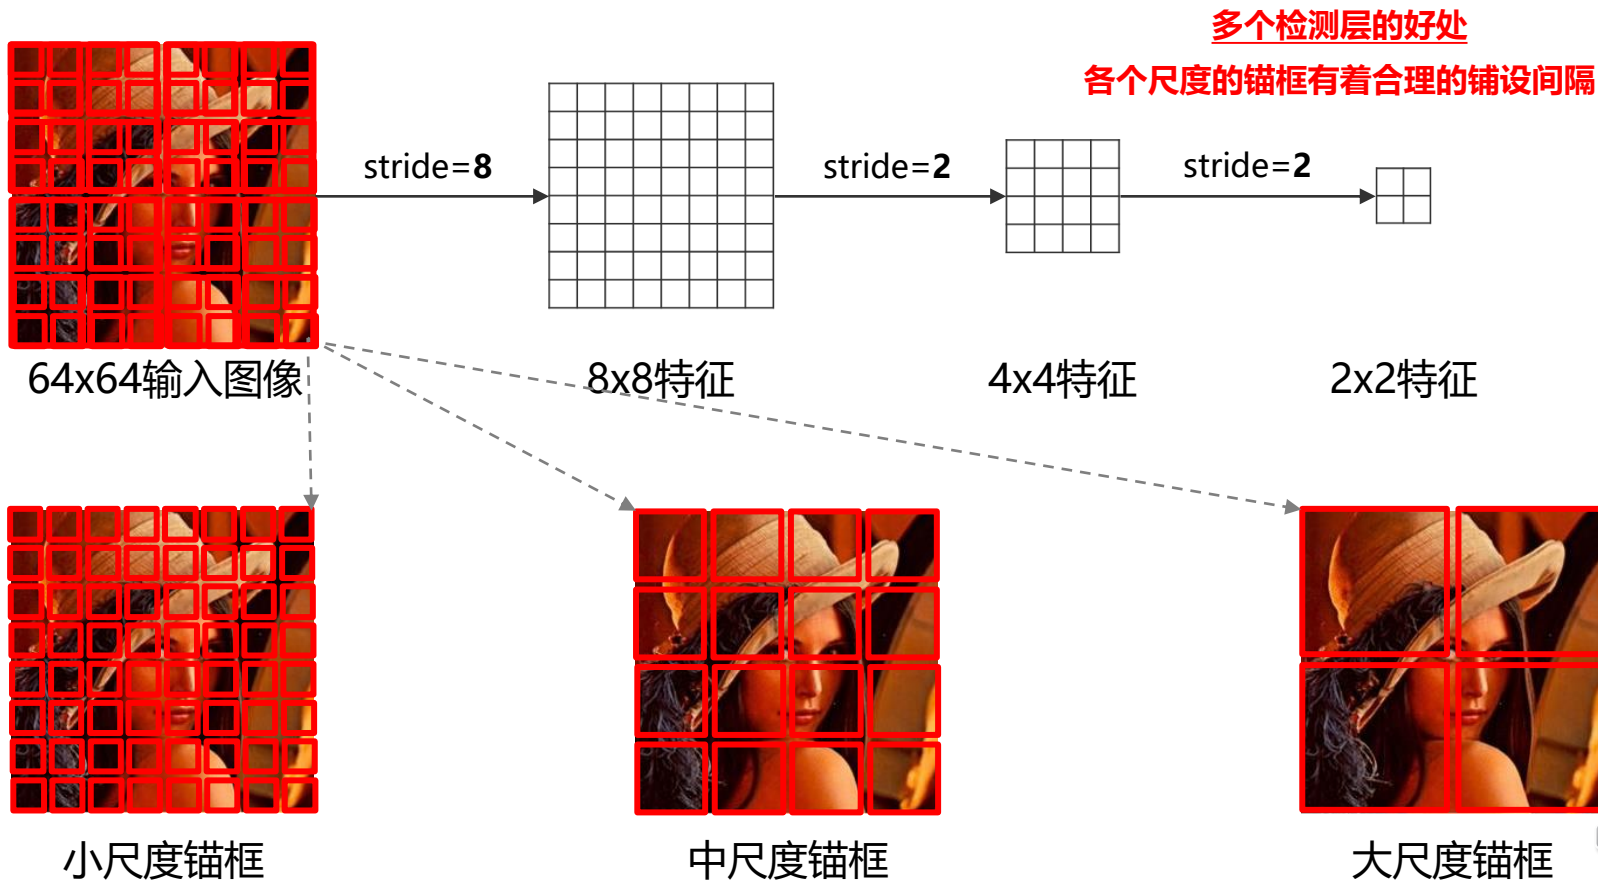 多个检测层的好处
各个尺度的锚框有着合理的铺设间隔
stride=8
stride=2
stride=2
64x64输入图像
8x8特征
4x4特征
2x2特征
小尺度锚框
中尺度锚框
大尺度锚框